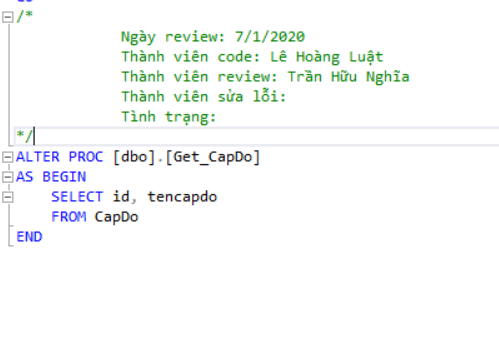 /*
Ngày review: 7/1/2020
Thành viên code: Lê Hoàng Luật
Thành viên review: Trần Hữu Nghĩa
Thành viên sửa lỗi:
Tình trạng:
*/
ALTER PROC [dbo].[Get_CapDo]
AS BEGIN
SELECT id, tencapdo
FROM CapDo
END